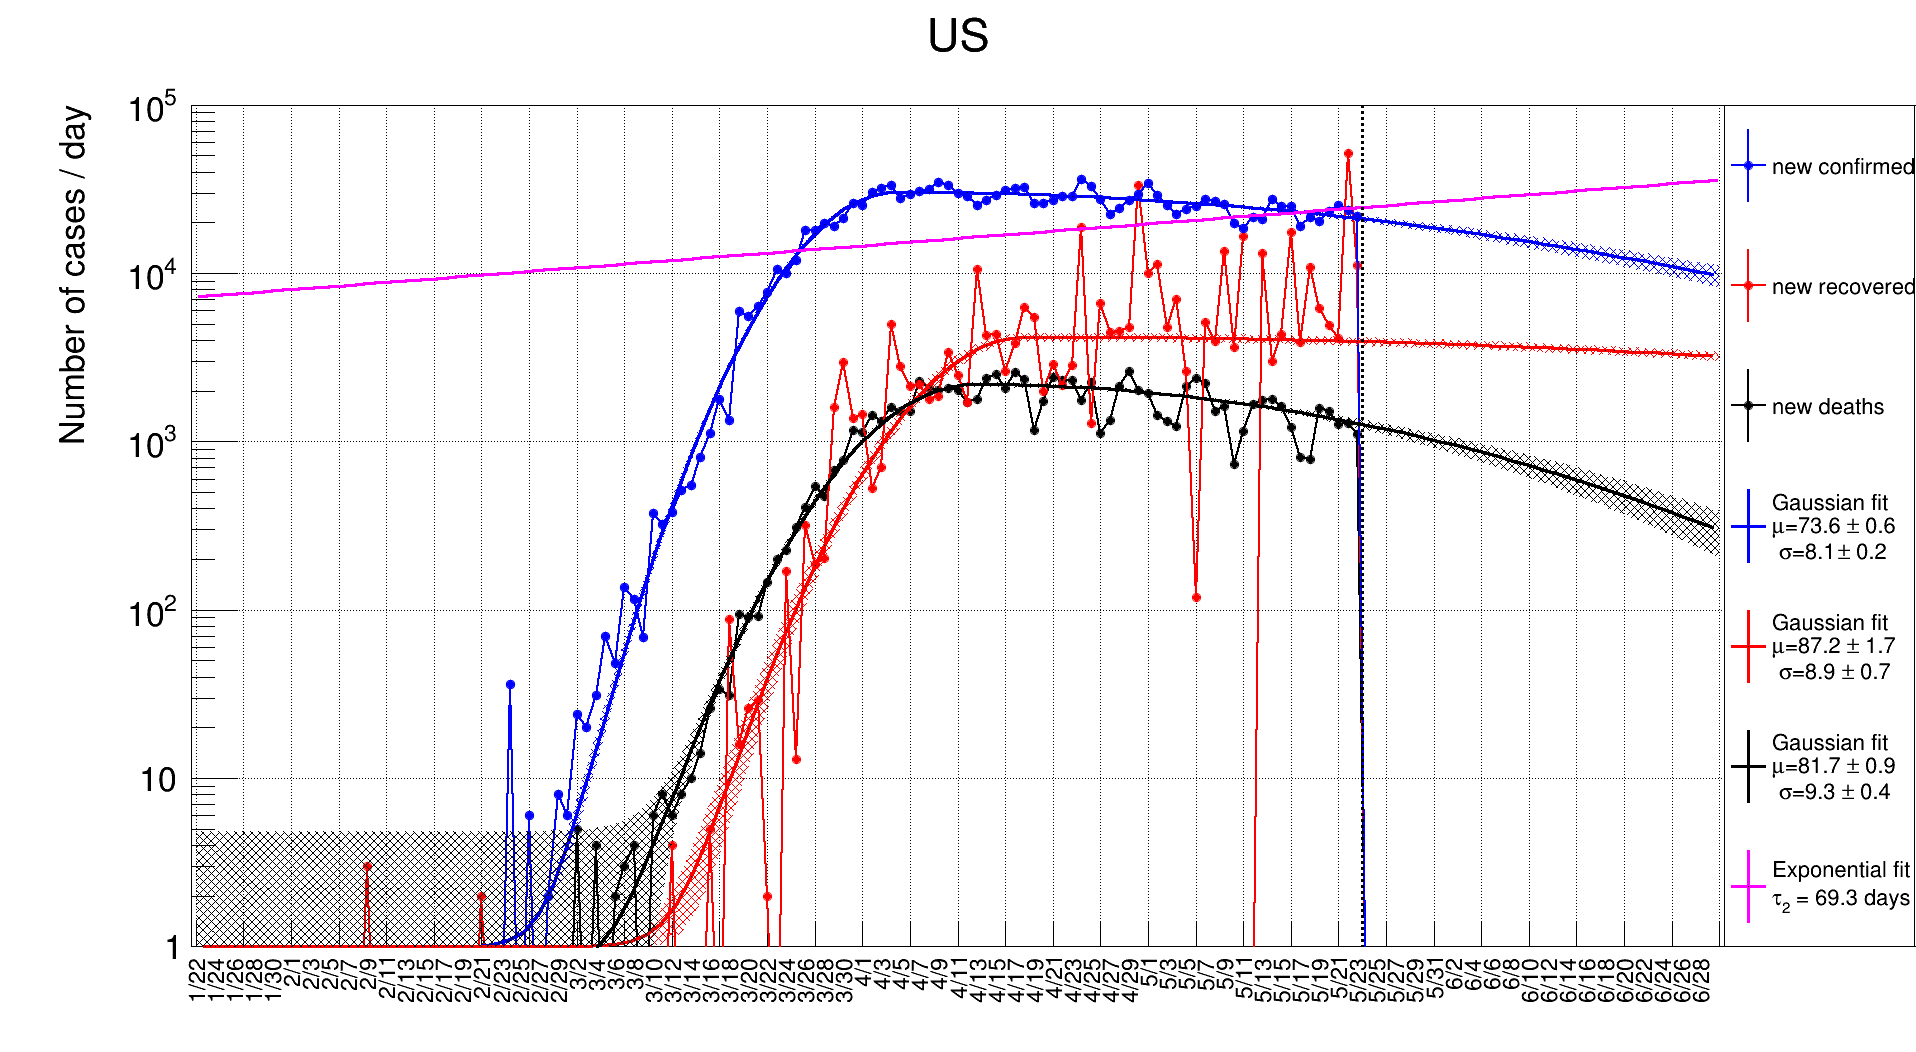 US
Number of cases / day
10^5
10^4
10^3
10^2
10
1
1/22 1/24 1/26 1/28 1/30 2/1 2/3 2/5 2/7 2/9 2/11 2/13 2/15 2/17 2/19 2/21 2/23 2/25 2/27 2/29 3/2 3/4 3/6 3/8 3/10 3/12 3/14 3/16 3/18 3/20 3/22 3/24 3/26 3/28 3/30 4/1 4/3 4/5 4/7 4/9 4/11 4/13 4/15 4/17 4/19 4/21 4/23 4/25 4/27 4/29 5/1 5/3 5/5 5/7 5/9 5/11 5/13 5/15 5/17 5/19 5/21 5/23 5/25 5/27 5/29 5/31 6/2 6/4 6/6 6/8 6/10 6/12 6/14 6/16 6/18 6/20 6/22 6/24 6/26 6/28
new confirmed
new recovered
new deaths
Gaussian fit
μ=73.6 ± 0.6
σ=8.1 ± 0.2
Gaussian fit
μ=87.2 ± 1.7
σ=8.9 ± 0.7
Gaussian fit
μ=81.7 ± 0.9
σ=9.3 ± 0.4
Exponential fit
τ₂ = 69.3 days